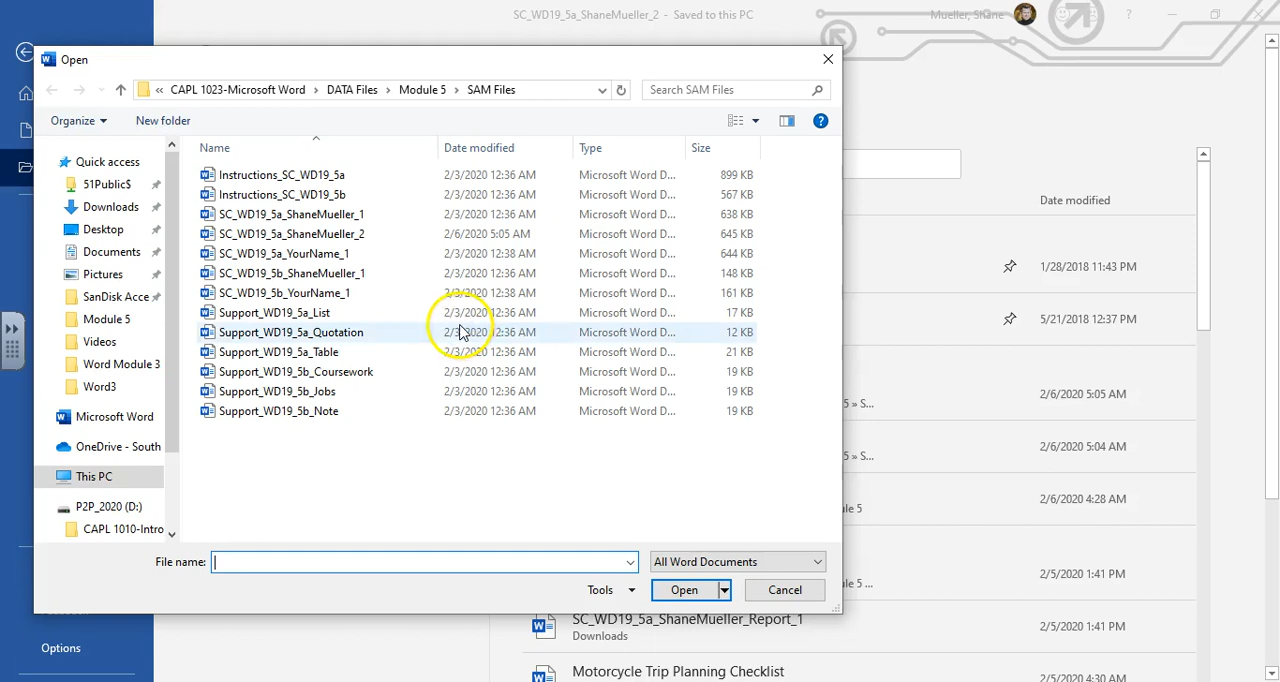 SC_WD19_5a_ShaneMueller_2 - Saved to this PC
Mueller, Shane
Open
« CAPL 1023-Microsoft Word > DATA Files > Module 5 > SAM Files
Search SAM Files
Organize
New folder
Name Date modified Type Size
Quick access
51Public$
Downloads
Desktop
Documents
Pictures
SanDisk Acce
Module 5
Videos
Word Module 3
Word3
Microsoft Word
OneDrive - South
This PC
P2P_2020 (D:)
CAPL 1010-Intro
Instructions_SC_WD19_5a 2/3/2020 12:36 AM Microsoft Word D... 899 KB
Instructions_SC_WD19_5b 2/3/2020 12:36 AM Microsoft Word D... 567 KB
SC_WD19_5a_ShaneMueller_1 2/3/2020 12:36 AM Microsoft Word D... 638 KB
SC_WD19_5a_ShaneMueller_2 2/6/2020 5:05 AM Microsoft Word D... 645 KB
SC_WD19_5a_YourName_1 2/3/2020 12:38 AM Microsoft Word D... 644 KB
SC_WD19_5b_ShaneMueller_1 2/3/2020 12:36 AM Microsoft Word D... 148 KB
SC_WD19_5b_YourName_1 2/3/2020 12:38 AM Microsoft Word D... 161 KB
Support_WD19_5a_List 2/3/2020 12:36 AM Microsoft Word D... 17 KB
Support_WD19_5a_Quotation 2/3/2020 12:36 AM Microsoft Word D... 12 KB
Support_WD19_5a_Table 2/3/2020 12:36 AM Microsoft Word D... 21 KB
Support_WD19_5b_Coursework 2/3/2020 12:36 AM Microsoft Word D... 19 KB
Support_WD19_5b_Jobs 2/3/2020 12:36 AM Microsoft Word D... 19 KB
Support_WD19_5b_Note 2/3/2020 12:36 AM Microsoft Word D... 19 KB
File name:
All Word Documents
Tools
Open
Cancel
Date modified
1/28/2018 11:43 PM
5/21/2018 12:37 PM
5 » S... 2/6/2020 5:05 AM
5 » S... 2/6/2020 5:04 AM
ule 5 2/6/2020 4:28 AM
ule 5 ... 2/5/2020 1:41 PM
SC_WD19_5a_ShaneMueller_Report_1 2/5/2020 1:41 PM
Downloads
Motorcycle Trip Planning Checklist 2/5/2020 4:30 AM
Options